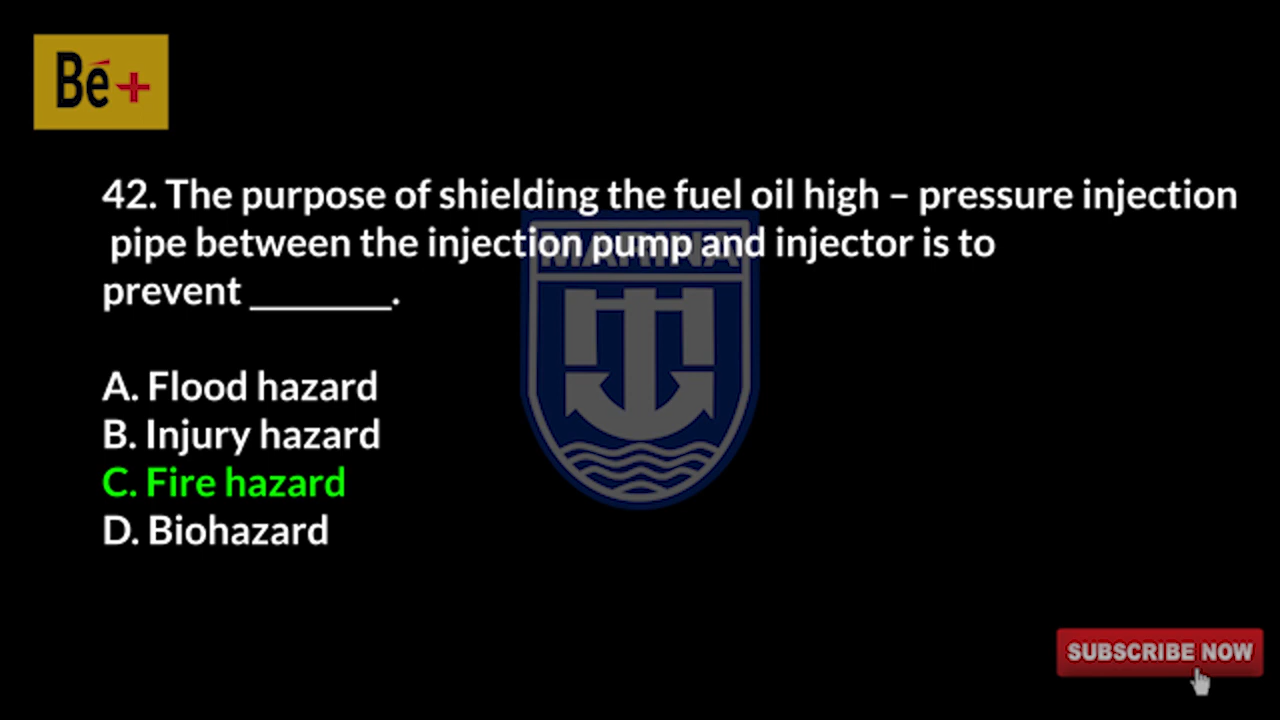 Bé+
42. The purpose of shielding the fuel oil high – pressure injection
pipe between the injection pump and injector is to
MARINA
prevent _______.
A. Flood hazard
B. Injury hazard
C. Fire hazard
D. Biohazard
SUBSCRIBE NOW